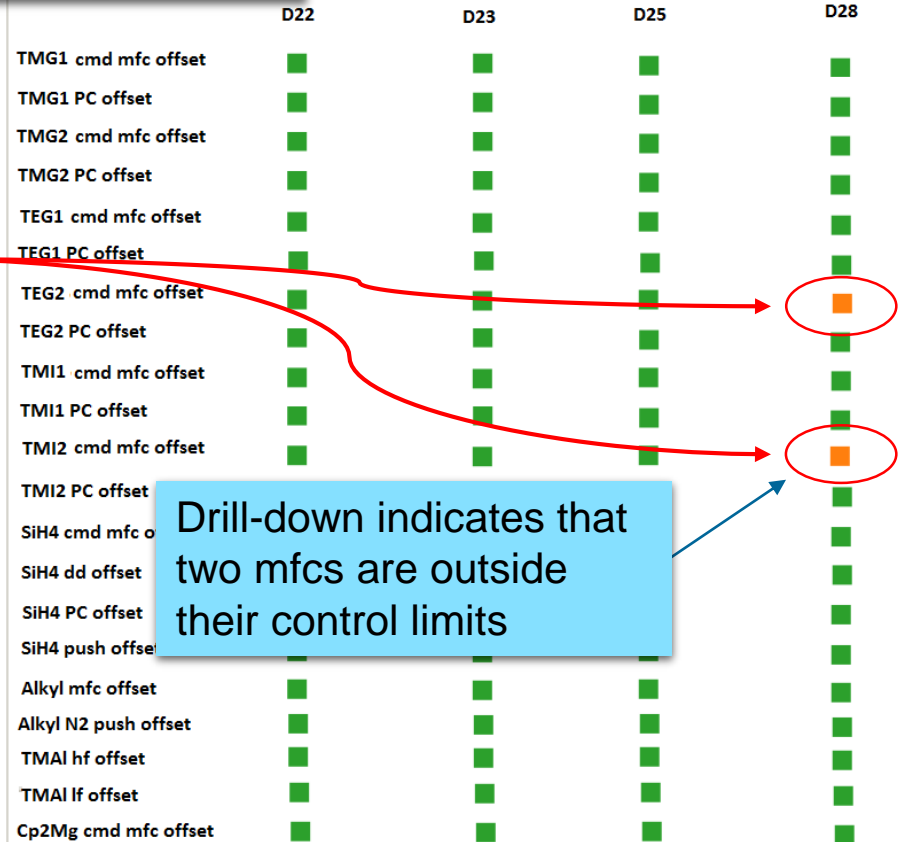 D22 D23 D25 D28
TMG1 cmd mfc offset
TMG1 PC offset
TMG2 cmd mfc offset
TMG2 PC offset
TEG1 cmd mfc offset
TEG1 PC offset
TEG2 cmd mfc offset
TEG2 PC offset
TMI1 cmd mfc offset
TMI1 PC offset
TMI2 cmd mfc offset
TMI2 PC offset
SiH4 cmd mfc o
SiH4 dd offset
SiH4 PC offset
SiH4 push offse
Drill-down indicates that
two mfcs are outside
their control limits
Alkyl mfc offset
Alkyl N2 push offset
TMAl hf offset
TMAl lf offset
Cp2Mg cmd mfc offset